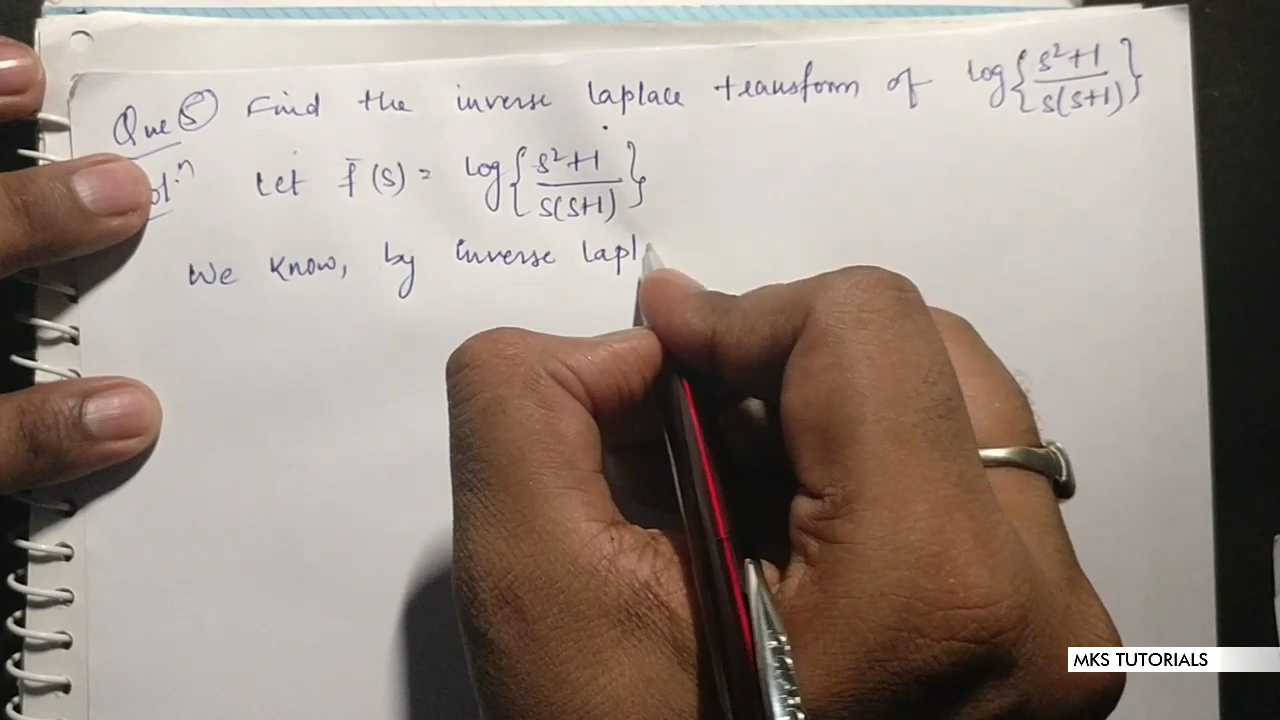 Que ⑤ Find the inverse laplace transform of log{s²+1/s(s+1)}
Let f̄(s) = log{s²+1/s(s+1)}
We know, by inverse lapl
MKS TUTORIALS